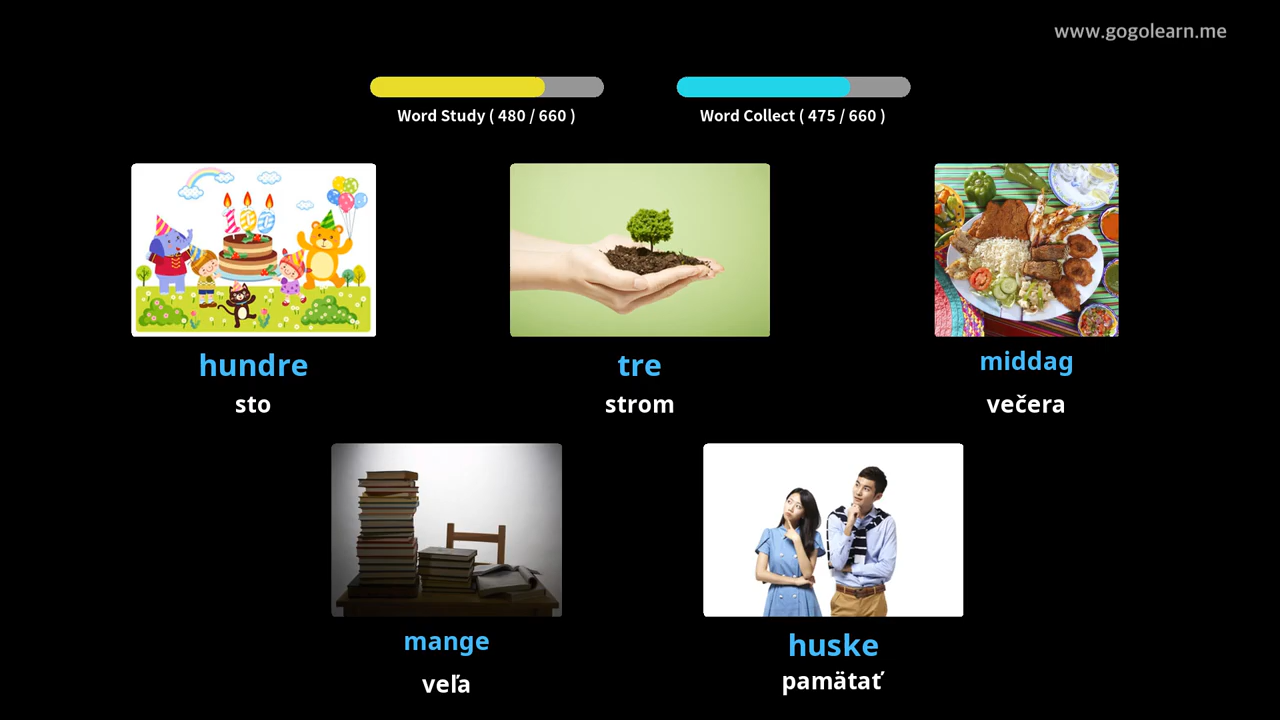 www.gogolearn.me
Word Study ( 480 / 660 )
Word Collect ( 475 / 660 )
100
hundre
sto
tre
strom
middag
večera
mange
veľa
huske
pamätať